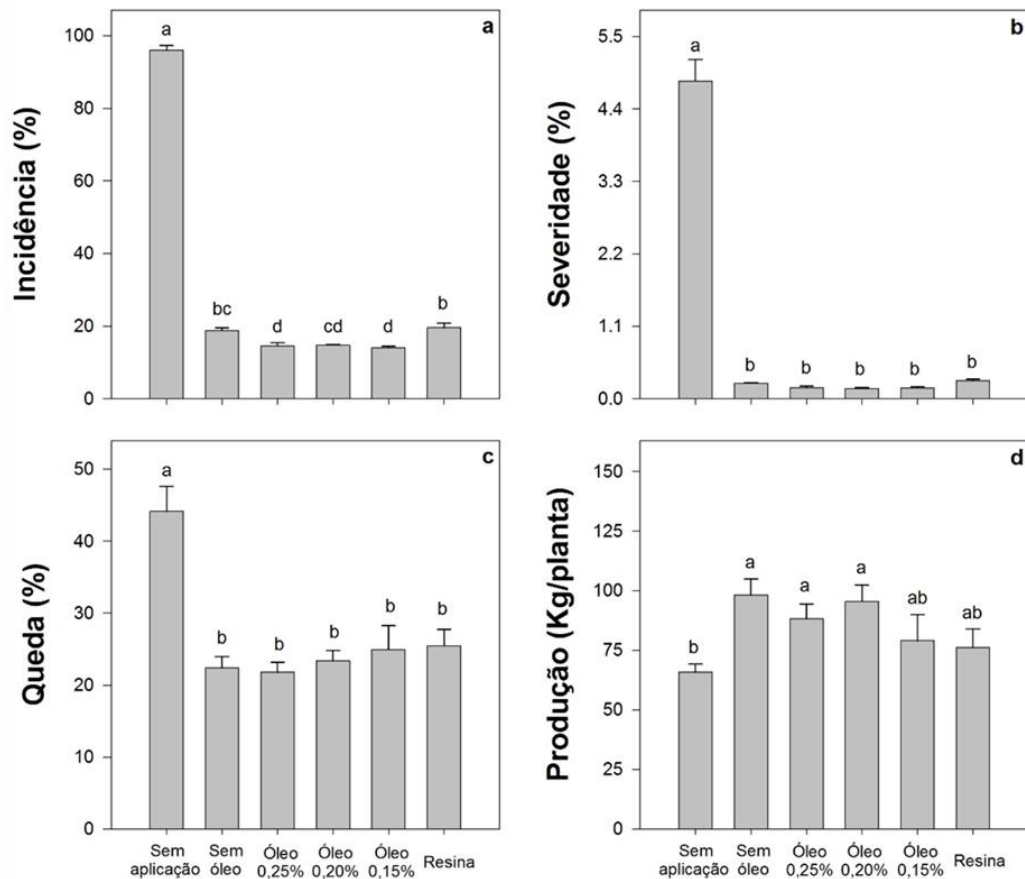 a
Incidência (%)
100
80
60
40
20
0
a
bc
d
cd
d
b
b
Severidade (%)
5.5
4.4
3.3
2.2
1.1
0.0
a
b
b
b
b
b
c
Queda (%)
50
40
30
20
10
0
a
b
b
b
b
b
Sem aplicação
Sem óleo
Óleo 0,25%
Óleo 0,20%
Óleo 0,15%
Resina
d
Produção (Kg/planta)
150
125
100
75
50
25
0
b
a
a
a
ab
ab
Sem aplicação
Sem óleo
Óleo 0,25%
Óleo 0,20%
Óleo 0,15%
Resina